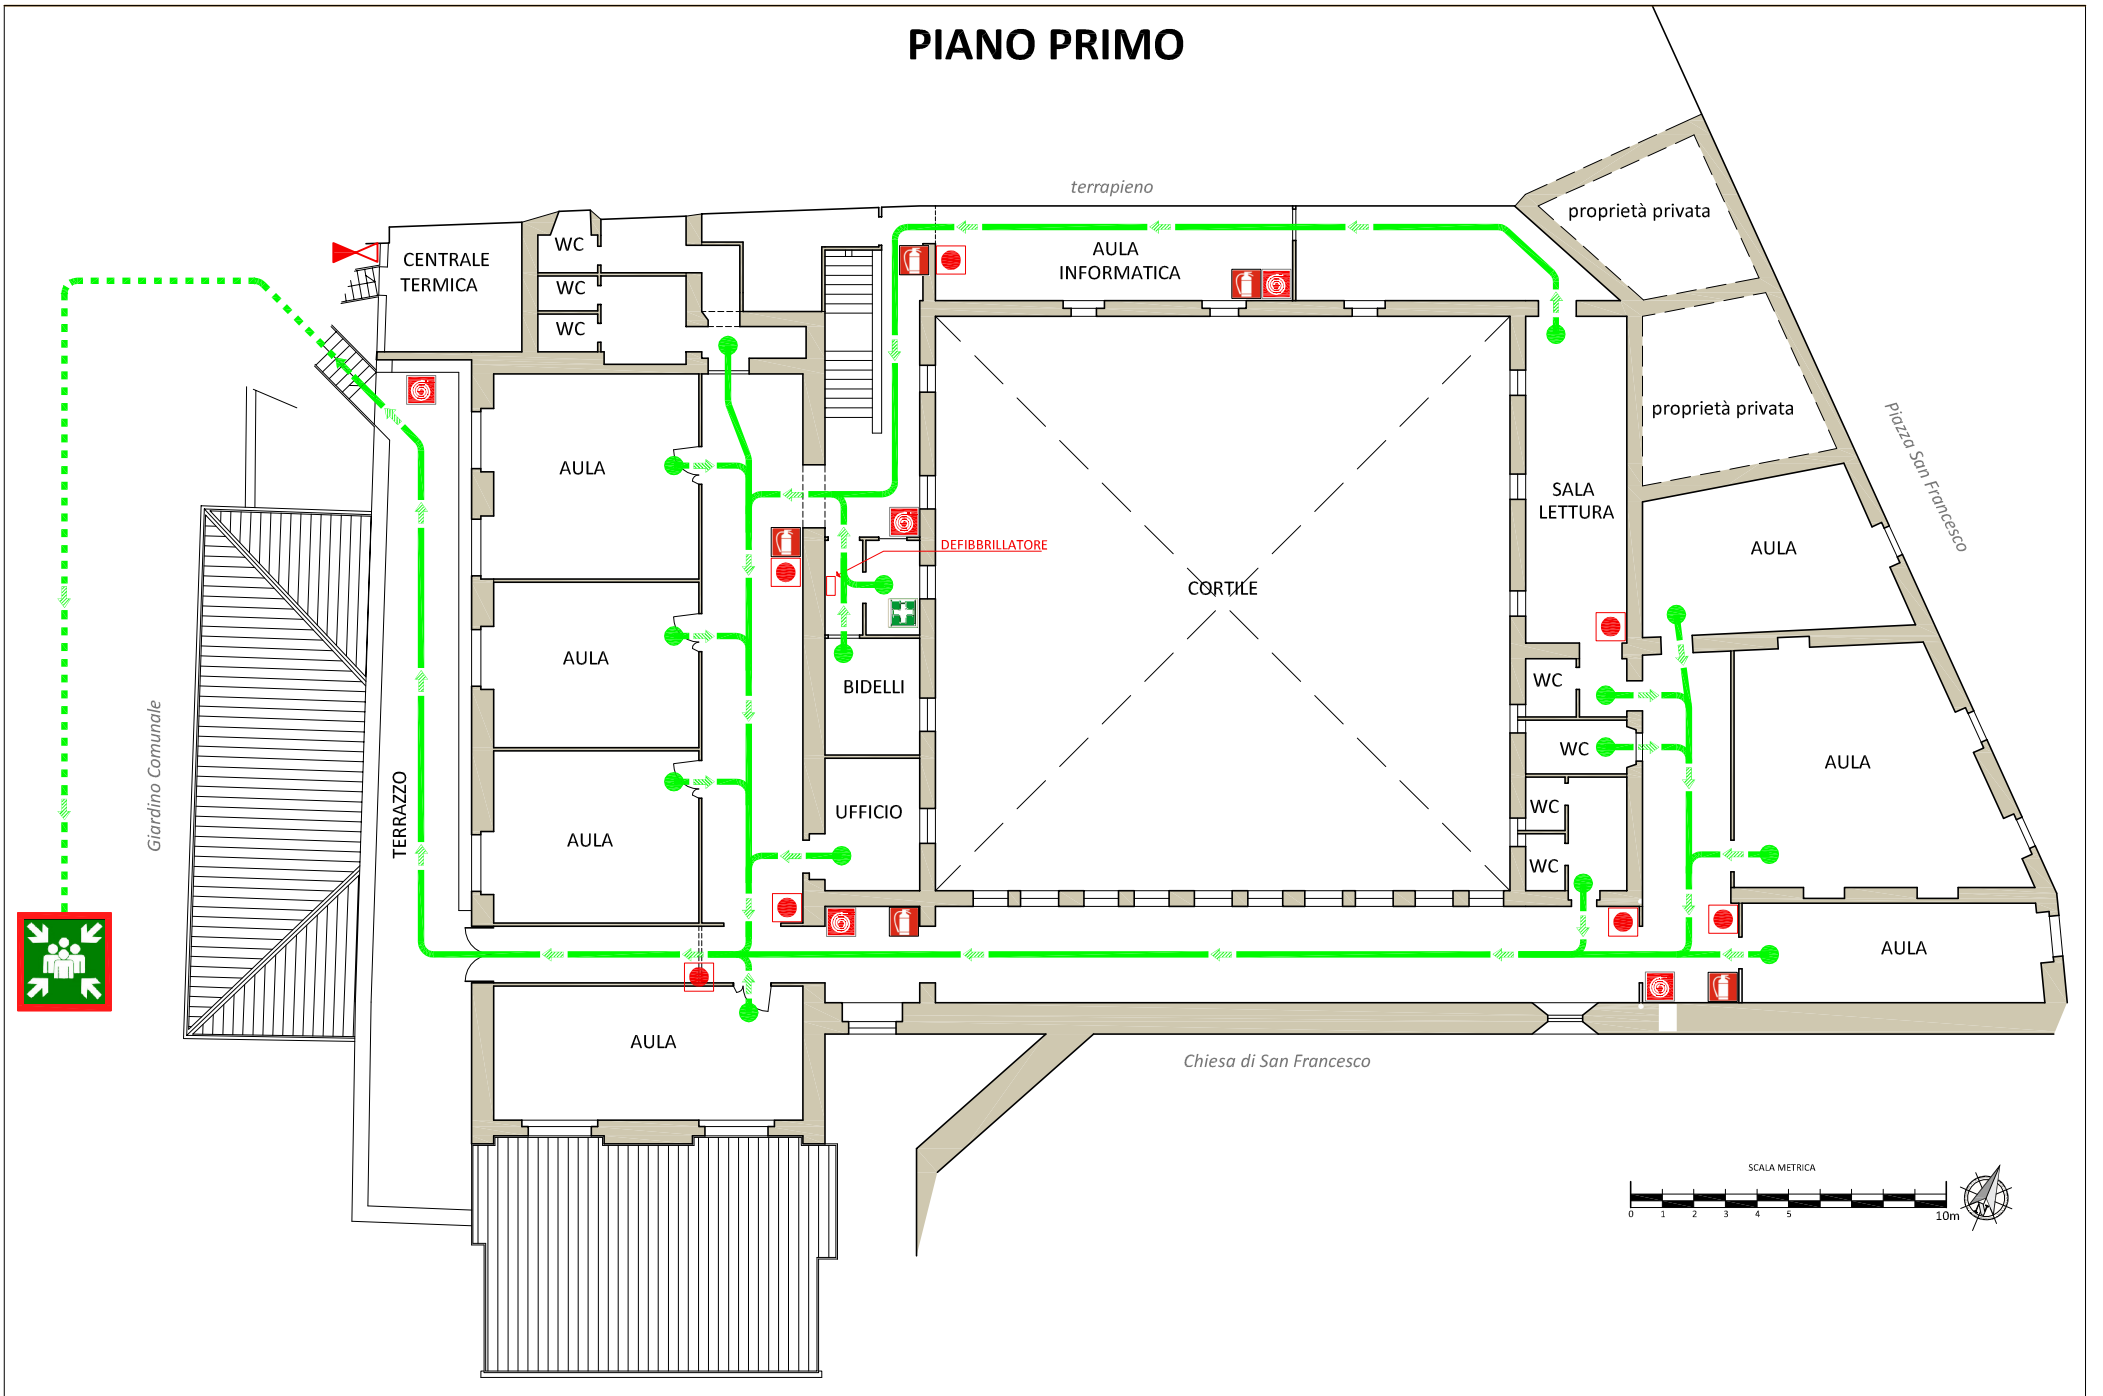 PIANO PRIMO
terrapieno
proprietà privata
WC
CENTRALE
TERMICA
AULA
INFORMATICA
WC
WC
proprietà privata
Piazza San Francesco
AULA
SALA
LETTURA
AULA
DEFIBBRILLATORE
CORTILE
AULA
BIDELLI
WC
WC
AULA
Giardino Comunale
TERRAZZO
UFFICIO
WC
AULA
WC
AULA
AULA
Chiesa di San Francesco
SCALA METRICA
0 1 2 3 4 5 10m